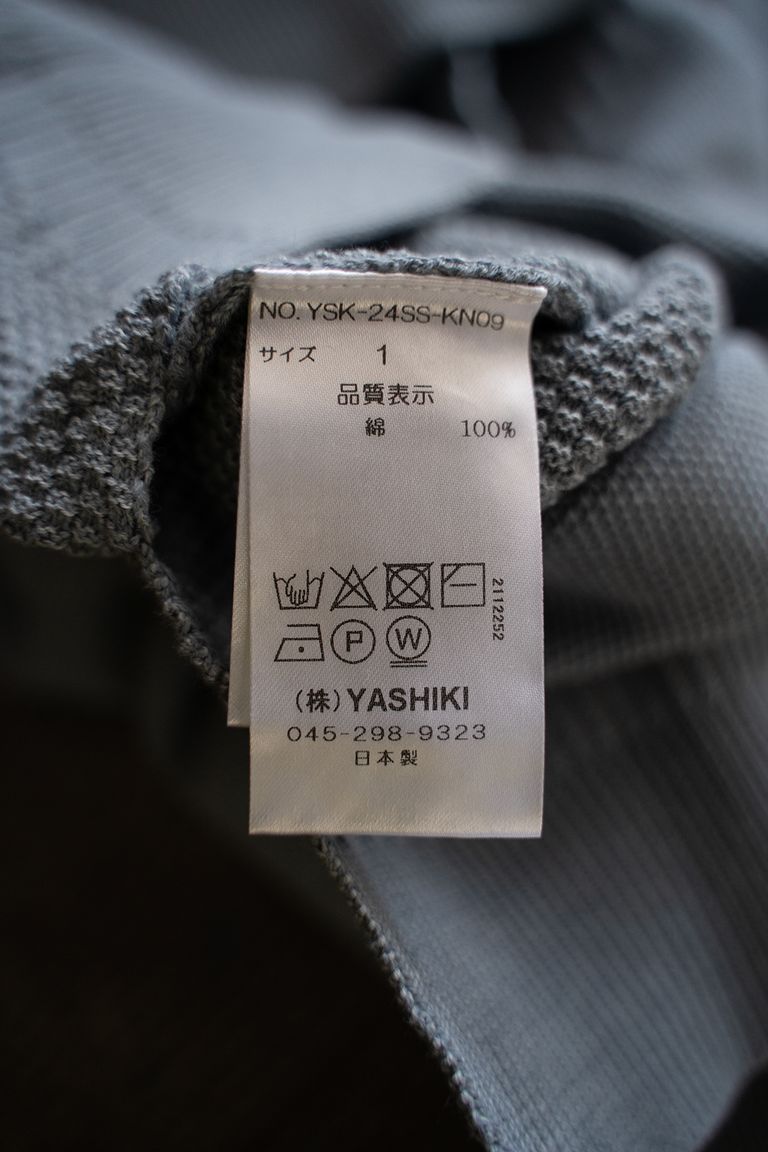 NO. YSK-24SS-KN09
サイズ 1
品質表示
綿 100%
2112252
P W
(株)YASHIKI
045-298-9323
日本製